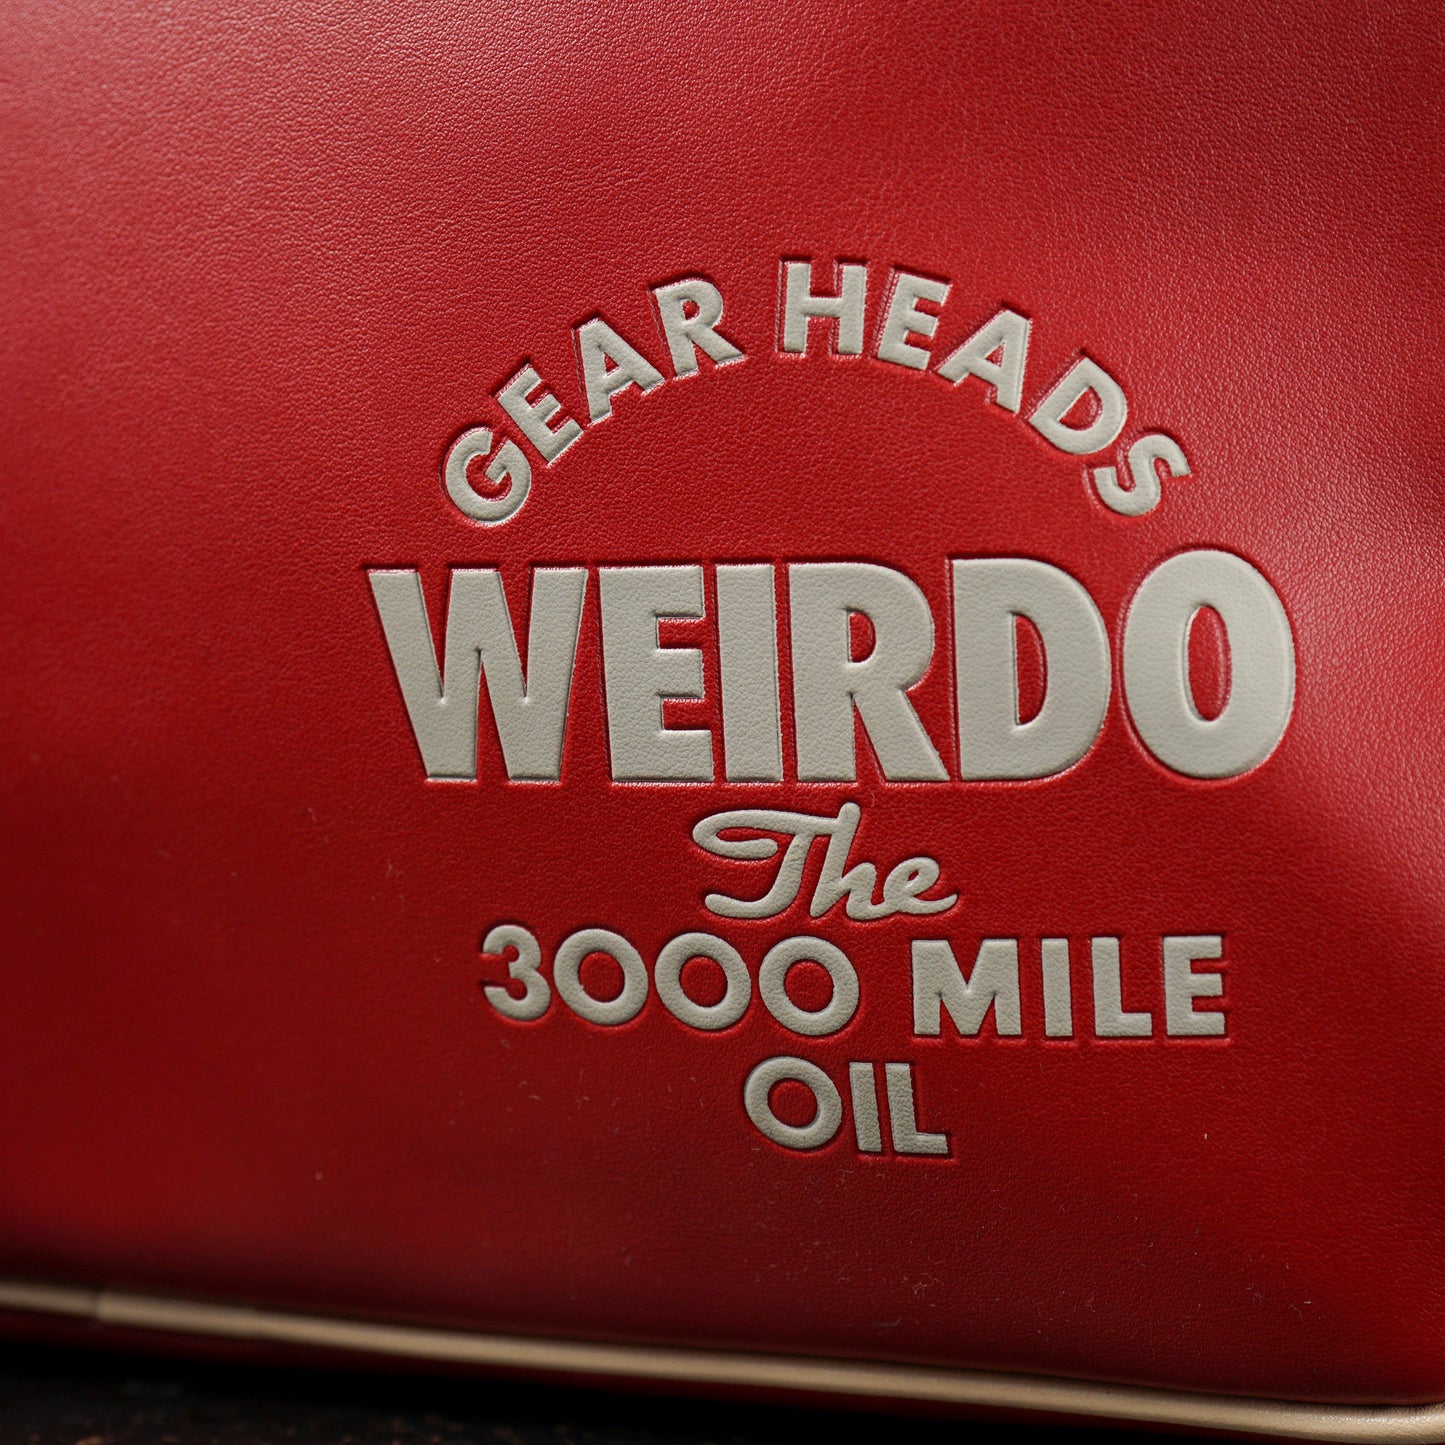 GEAR HEADS
WEIRDO
The
3000 MILE
OIL